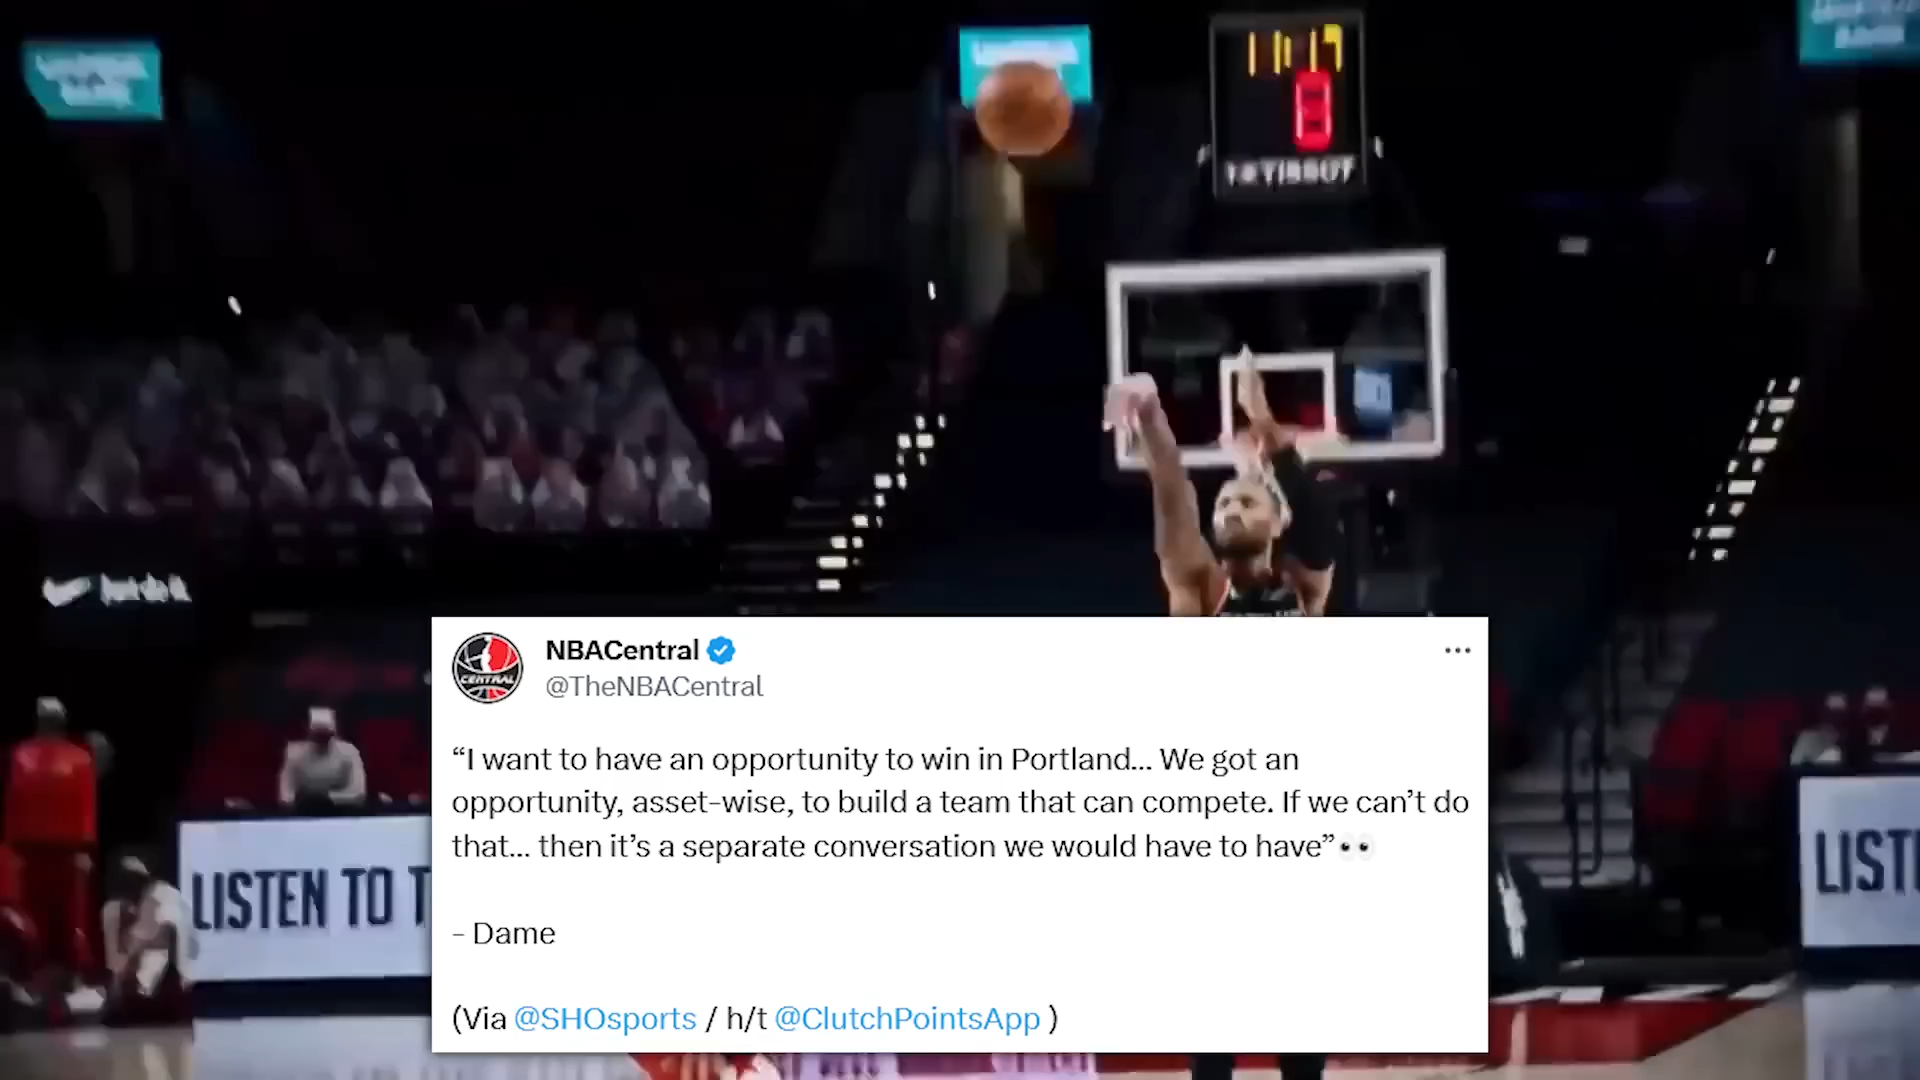 TISSOT
NBACentral
@TheNBACentral
CENTRAL
“I want to have an opportunity to win in Portland... We got an
opportunity, asset-wise, to build a team that can compete. If we can’t do
that... then it’s a separate conversation we would have to have”👀
- Dame
(Via @SHOsports / h/t @ClutchPointsApp )
LISTEN TO T
LIST